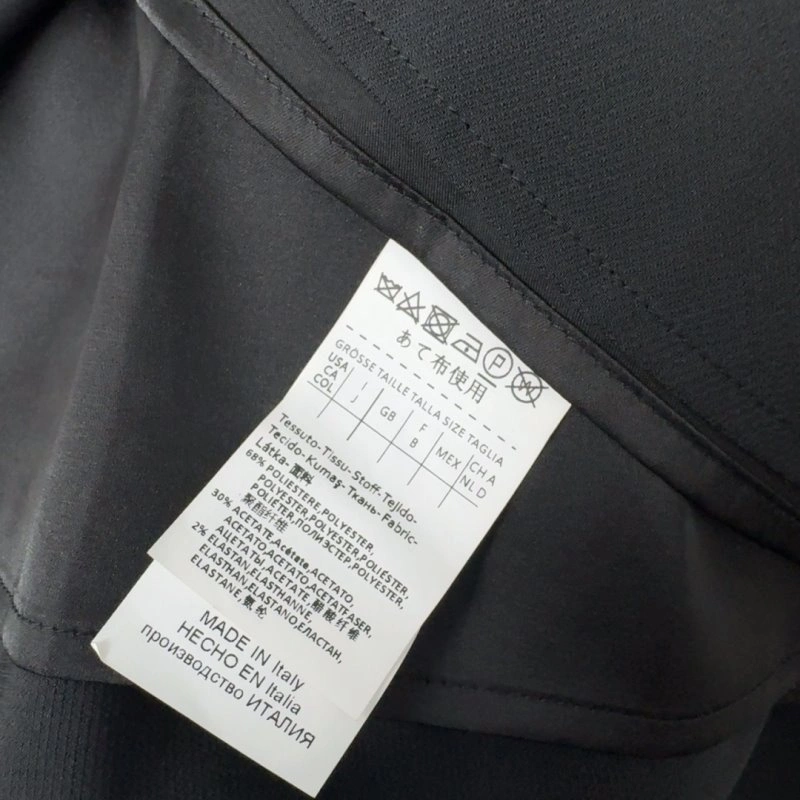 P W
あて布使用
GRÖSSE TAILLE TALLA SIZE TAGLIA
USA CA COL J GB F B MEX CH A NL D
Tessuto-Tissu-Stoff-Tejido-
Tecido-Kumaş-Ткань-Fabric-
Látka-面料
68% POLIESTERE,POLYESTER,
POLYESTER,POLYESTER,POLIÉSTER,
POLIÉTER,ПОЛИЭСТЕР,POLYESTER,
聚酯纤维
30% ACETATE,Acétate,ACETATO,
ACETATO,ACETATO,ACETATFASER,
АЦЕТАТЫ,ACETATE,醋酸纤维
2% ELASTAN,ELASTHANNE,
ELASTHAN,ELASTANO,ЕЛАСТАН,
ELASTANE,氨纶
MADE IN Italy
HECHO EN Italia
производство ИТАЛИЯ